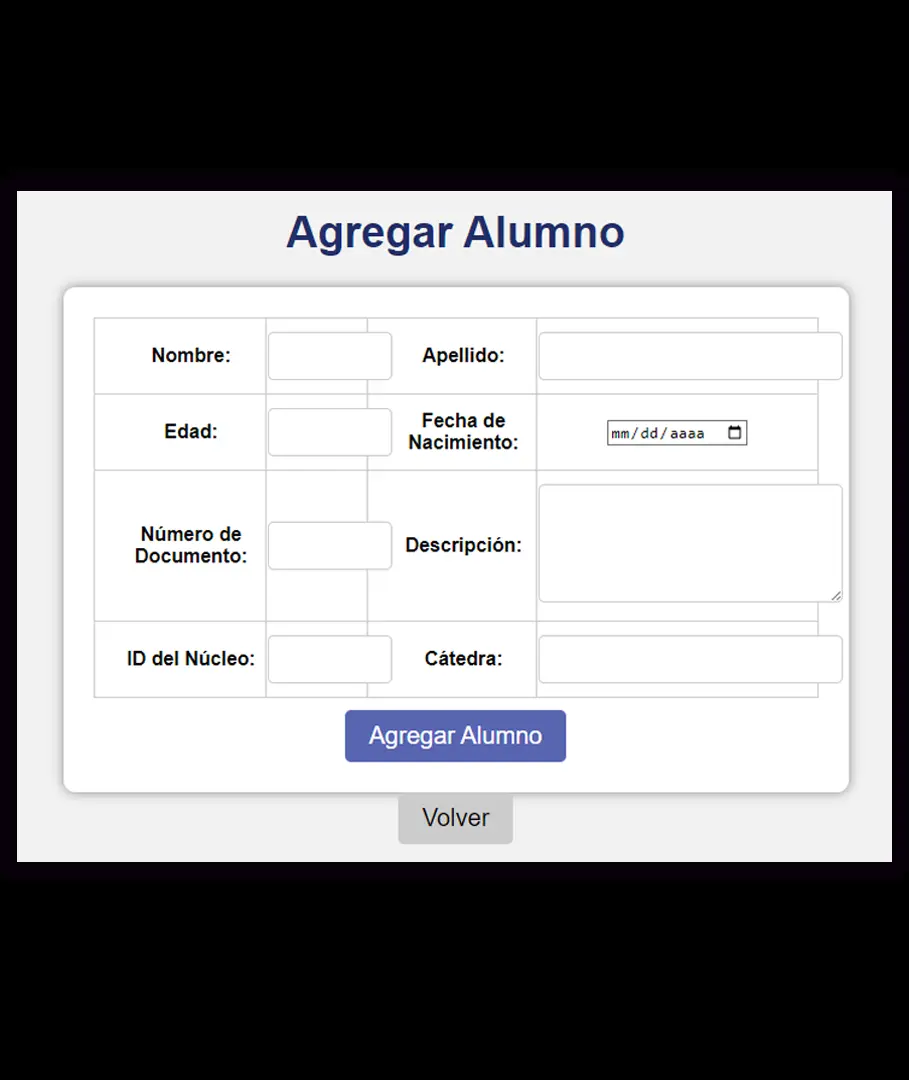 Agregar Alumno
Nombre:
Apellido:
Edad:
Fecha de
Nacimiento:
mm/dd/aaaa
Número de
Documento:
Descripción:
ID del Núcleo:
Cátedra:
Agregar Alumno
Volver